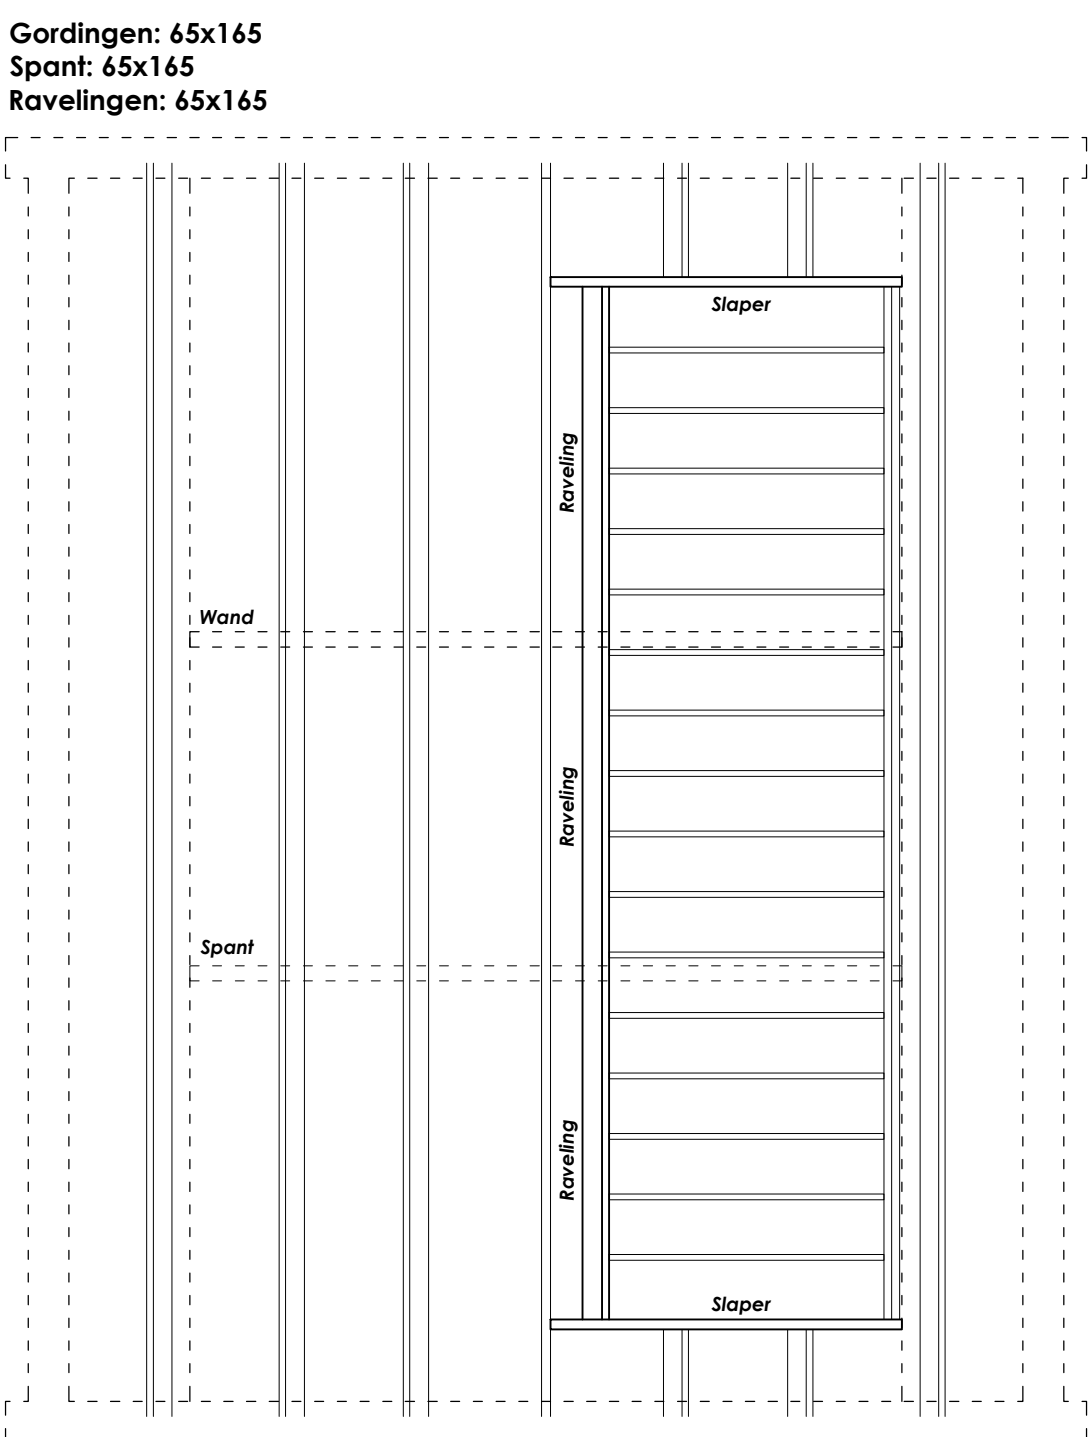 Gordingen: 65x165
Spant: 65x165
Ravelingen: 65x165
Slaper
Raveling
Wand
Raveling
Spant
Raveling
Slaper